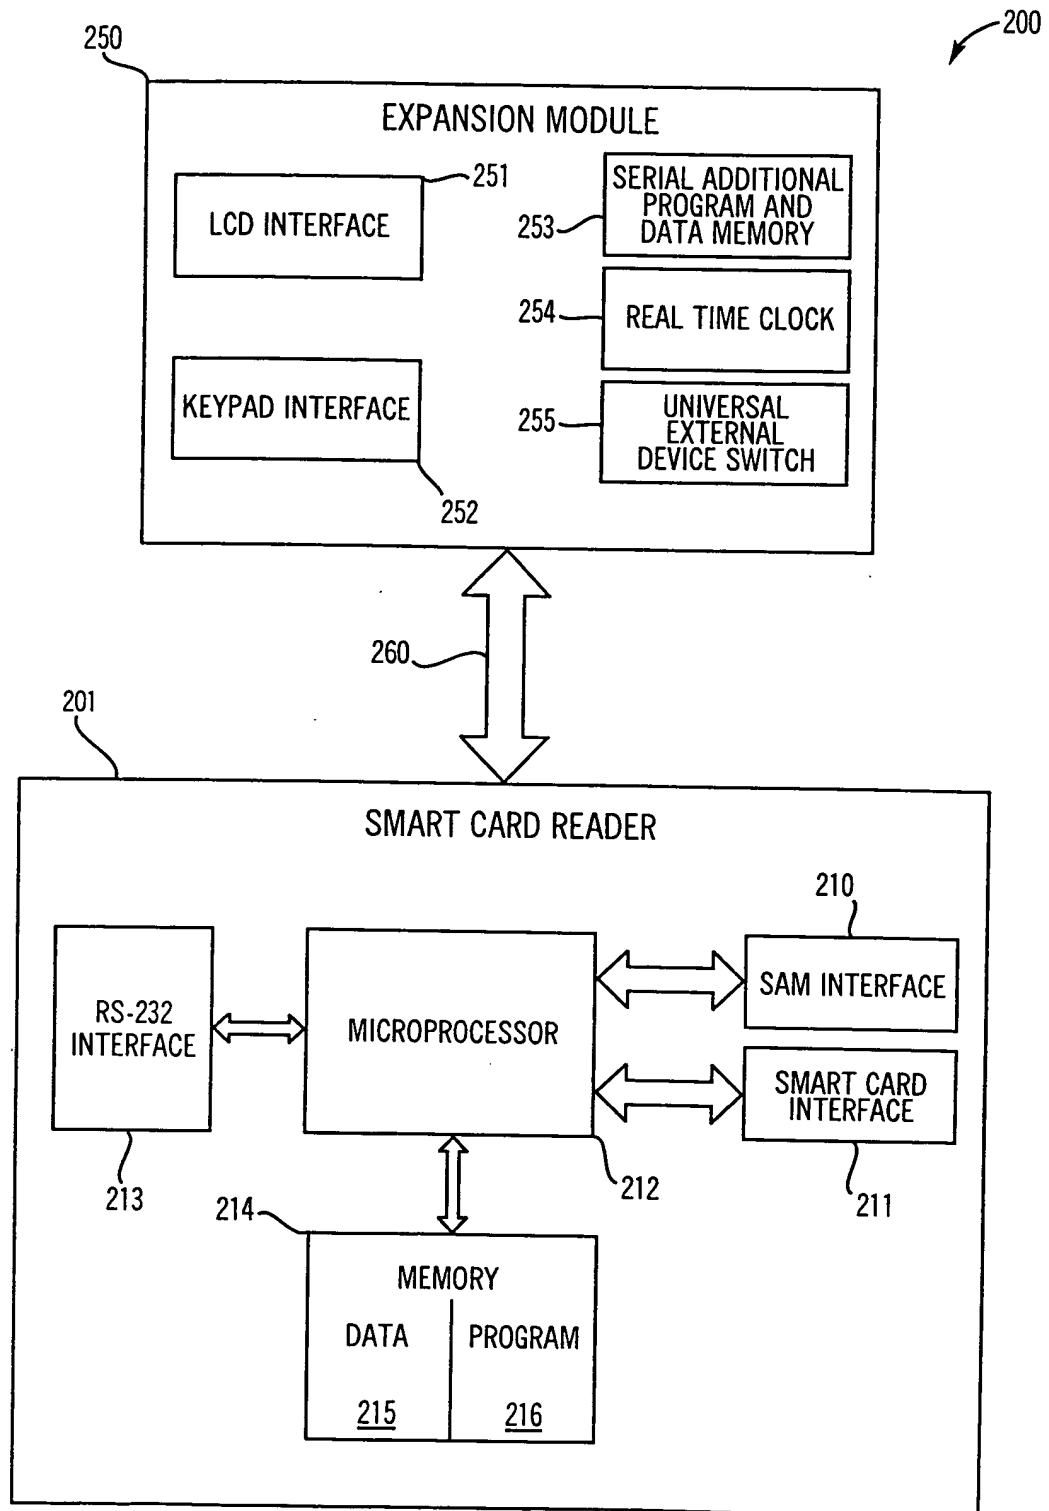 200
250
EXPANSION MODULE
251
LCD INTERFACE
253
SERIAL ADDITIONAL
PROGRAM AND
DATA MEMORY
254
REAL TIME CLOCK
KEYPAD INTERFACE
252
255
UNIVERSAL
EXTERNAL
DEVICE SWITCH
260
201
SMART CARD READER
RS-232
INTERFACE
213
MICROPROCESSOR
212
210
SAM INTERFACE
SMART CARD
INTERFACE
211
214
MEMORY
DATA
PROGRAM
215
216